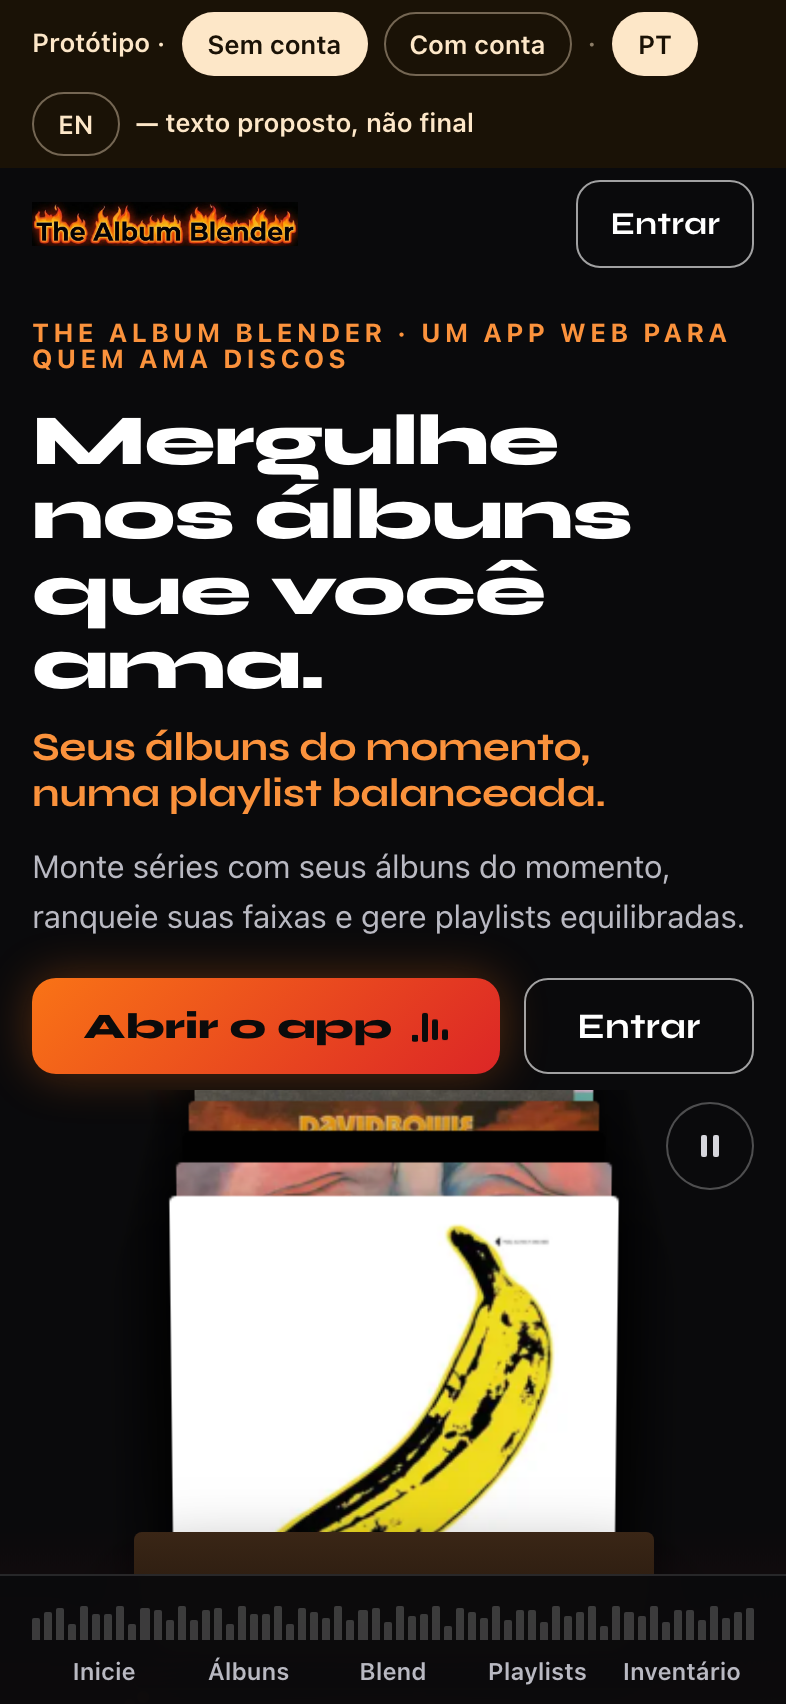 Protótipo · Sem conta Com conta · PT
EN — texto proposto, não final
The Album Blender Entrar
THE ALBUM BLENDER · UM APP WEB PARA
QUEM AMA DISCOS
Mergulhe
nos álbuns
que você
ama.
Seus álbuns do momento,
numa playlist balanceada.
Monte séries com seus álbuns do momento,
ranqueie suas faixas e gere playlists equilibradas.
Abrir o app Entrar
DAVID BOWIE
Inicie Álbuns Blend Playlists Inventário